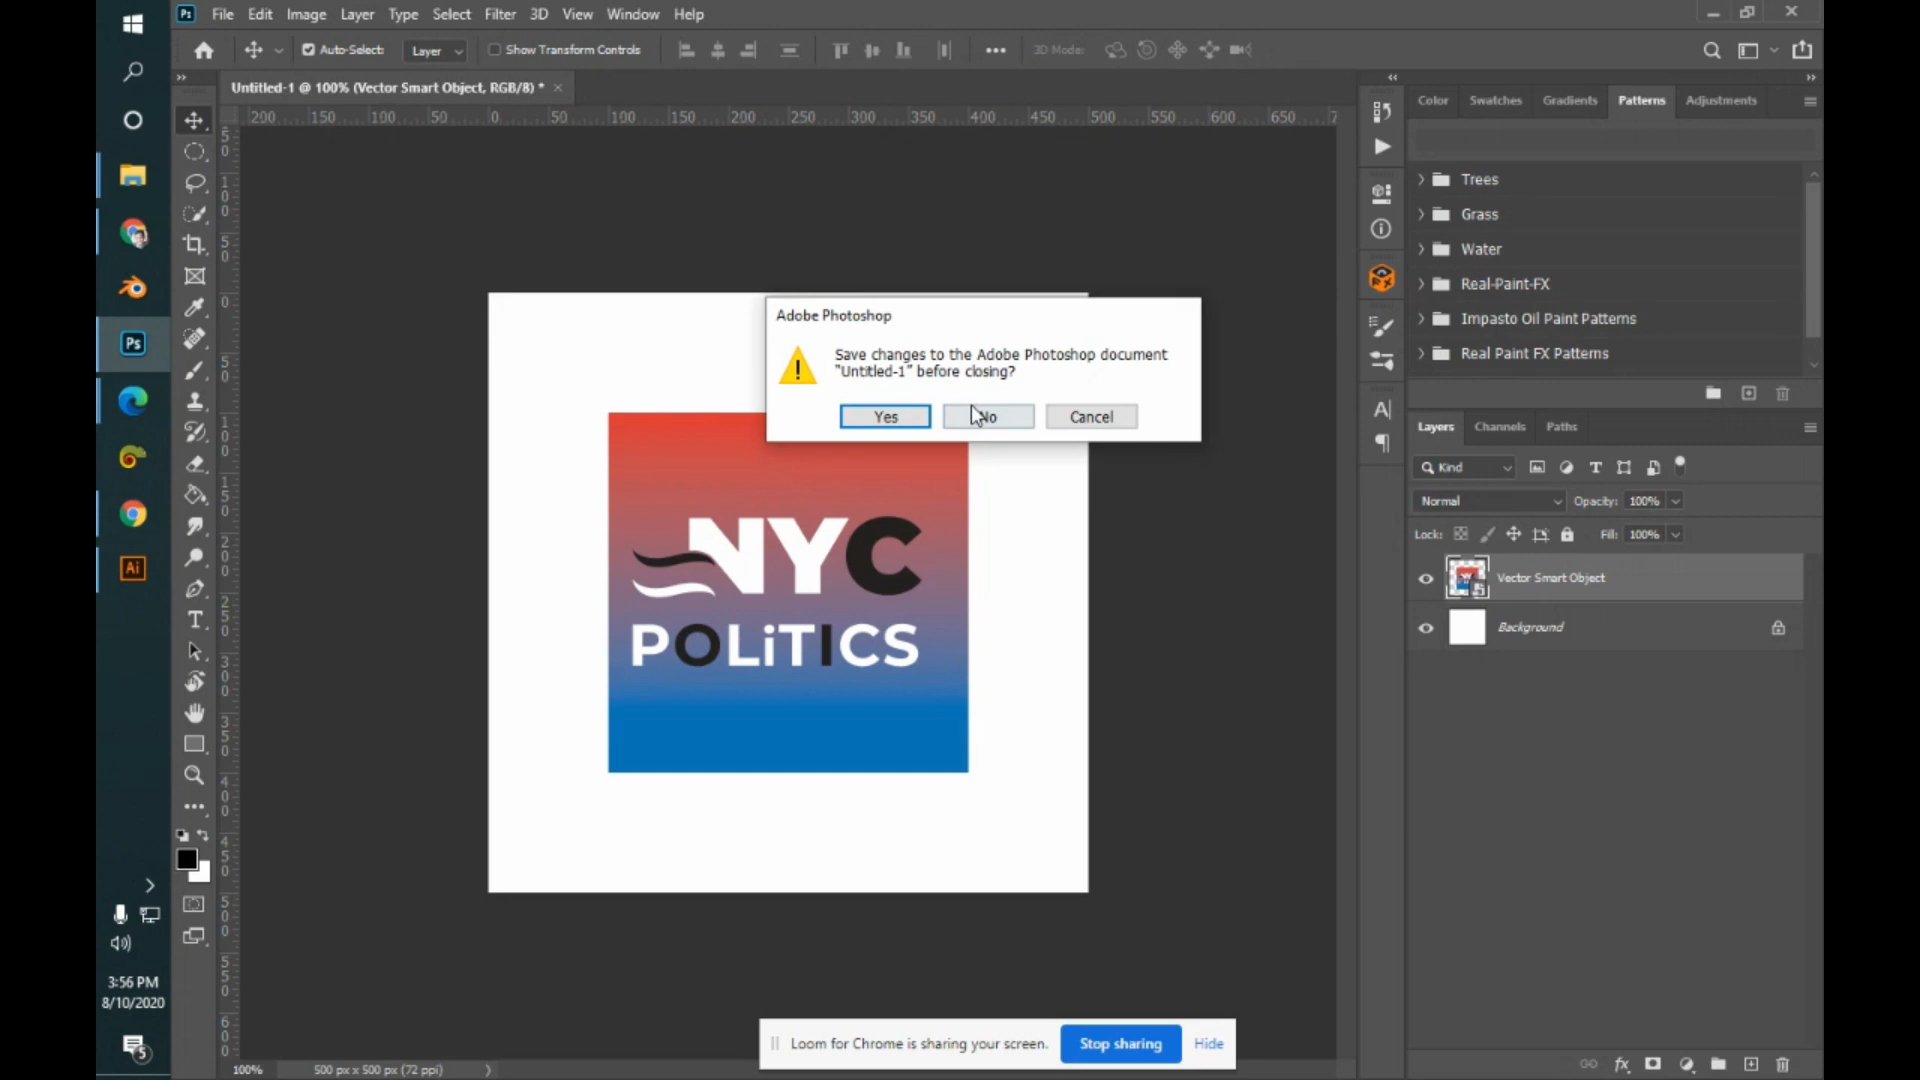 File Edit Image Layer Type Select Filter 3D View Window Help
Auto-Select: Layer Show Transform Controls 3D Mode:
Untitled-1 @ 100% (Vector Smart Object, RGB/8) *
200 150 100 50 0 50 100 150 200 250 300 350 400 450 500 550 600 650 7
Color Swatches Gradients Patterns Adjustments
Trees
Grass
Water
Real-Paint-FX
Impasto Oil Paint Patterns
Real Paint FX Patterns
Adobe Photoshop
Save changes to the Adobe Photoshop document
"Untitled-1" before closing?
Yes No Cancel
NYC
POLiTICS
Layers Channels Paths
Kind
Normal Opacity: 100%
Lock: Fill: 100%
Vector Smart Object
Background
Ps
Ai
3:56 PM
8/10/2020
5
Loom for Chrome is sharing your screen. Stop sharing Hide
100% 500 px x 500 px (72 ppi)